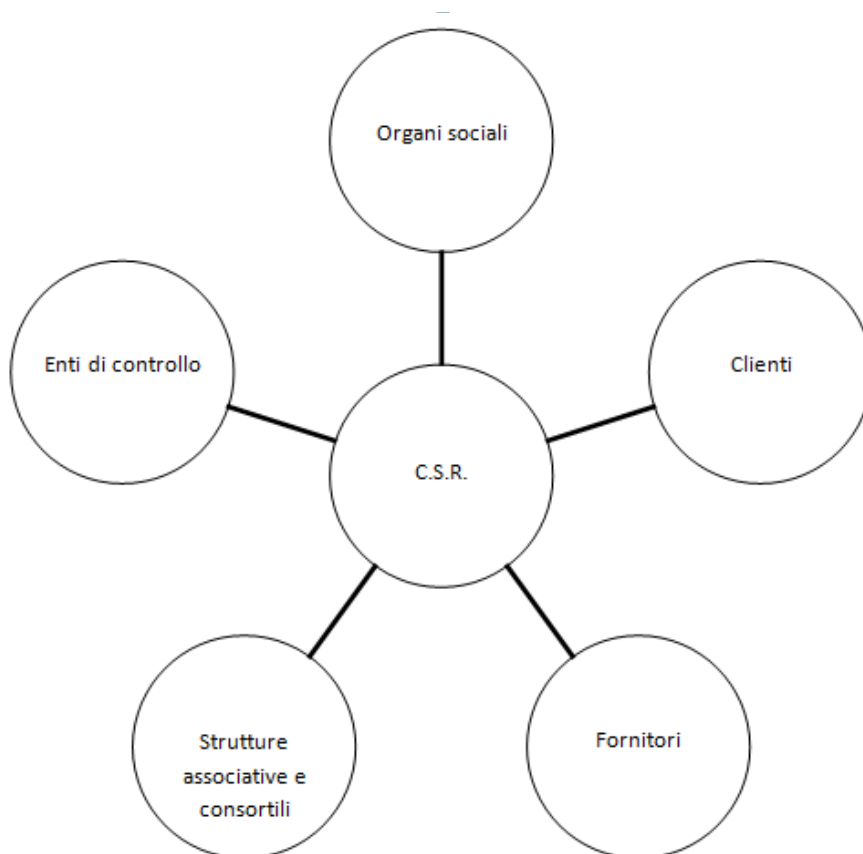 Organi sociali
Enti di controllo
Clienti
C.S.R.
Strutture
associative e
consortili
Fornitori